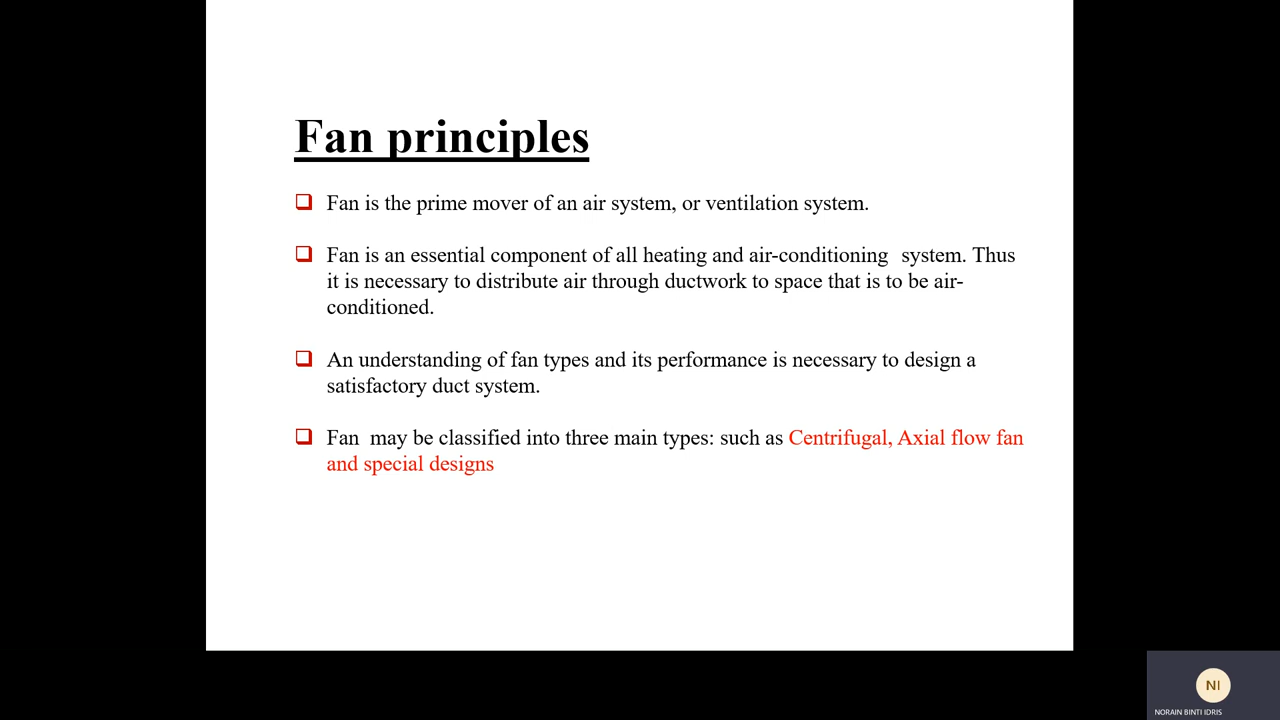 Fan principles
Fan is the prime mover of an air system, or ventilation system.
Fan is an essential component of all heating and air-conditioning  system. Thus
it is necessary to distribute air through ductwork to space that is to be air-
conditioned.
An understanding of fan types and its performance is necessary to design a
satisfactory duct system.
Fan  may be classified into three main types: such as Centrifugal, Axial flow fan
and special designs
NI
NORAIN BINTI IDRIS